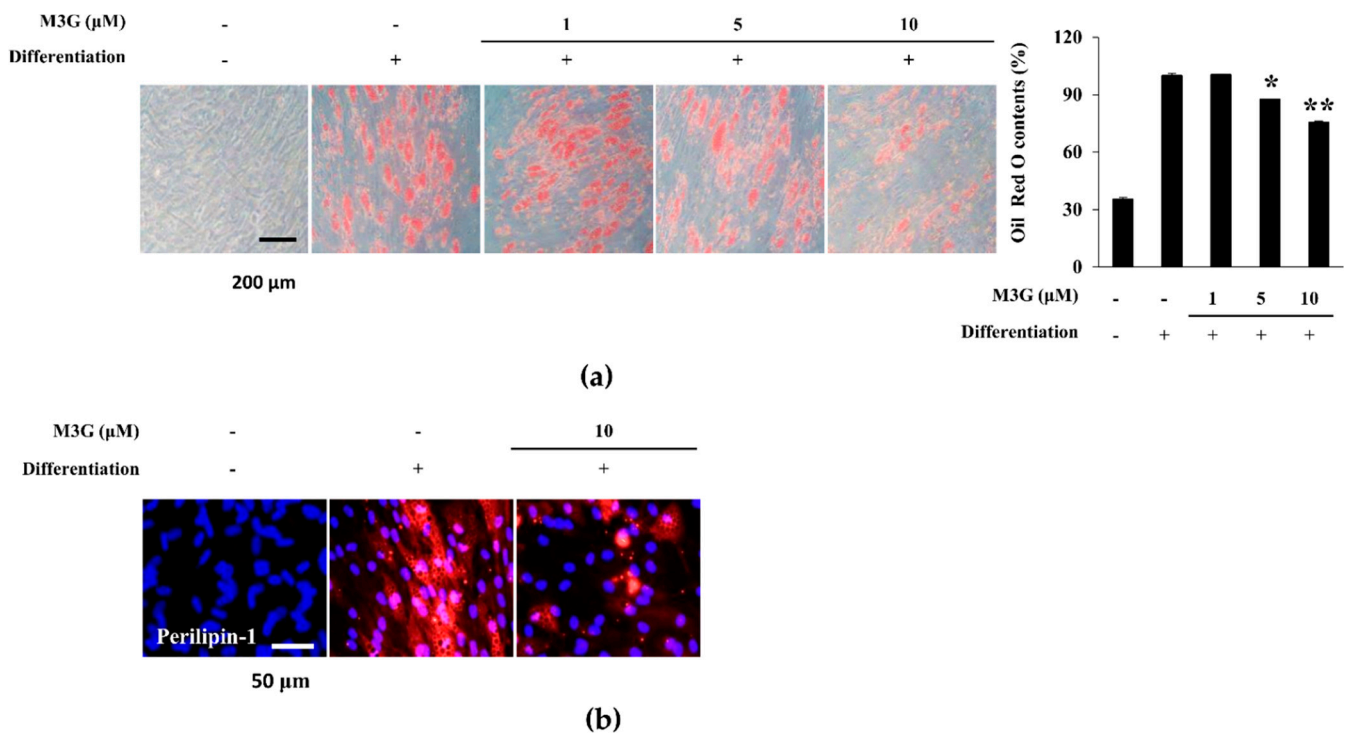 M3G (μM) - - 1 5 10
Differentiation - + + + +
200 μm
Oil Red O contents (%)
120
90
60
30
0
*
**
M3G (μM) - - 1 5 10
Differentiation - + + + +
(a)
M3G (μM) - - 10
Differentiation - + +
Perilipin-1
50 μm
(b)